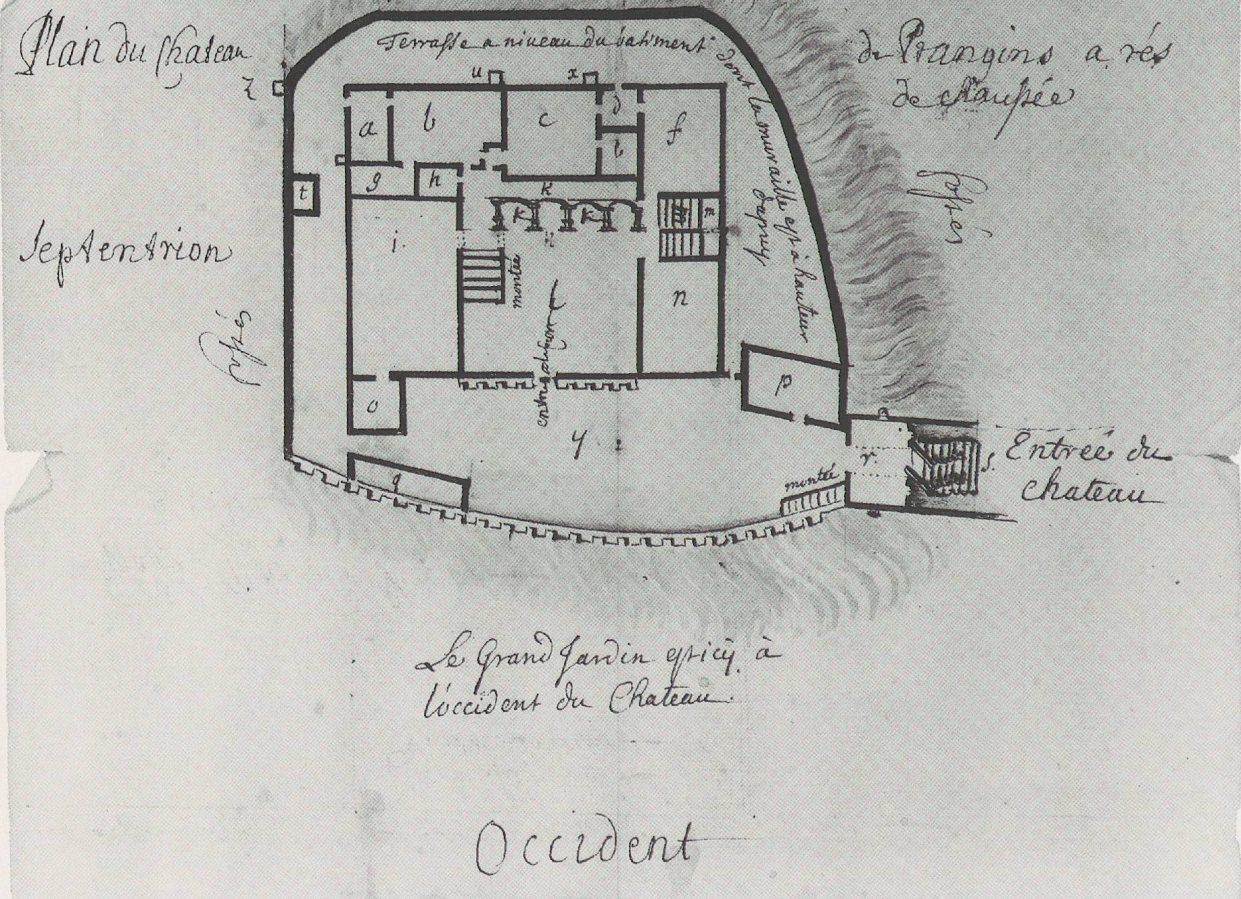 Plan du Chateau de Prangins a rés
de chaussée
Terrasse a niveau du batiment dont la muraille est à hauteur
d'apuy
z
u
x
a
b
c
d
f
g
h
k
k
k
t
Septentrion
i
montée
l
n
fossés
fossés
o
p
y
q
r
montée
s.
Entrée du
chateau
Le Grand Jardin est icy à
l'occident du Chateau.
Occident